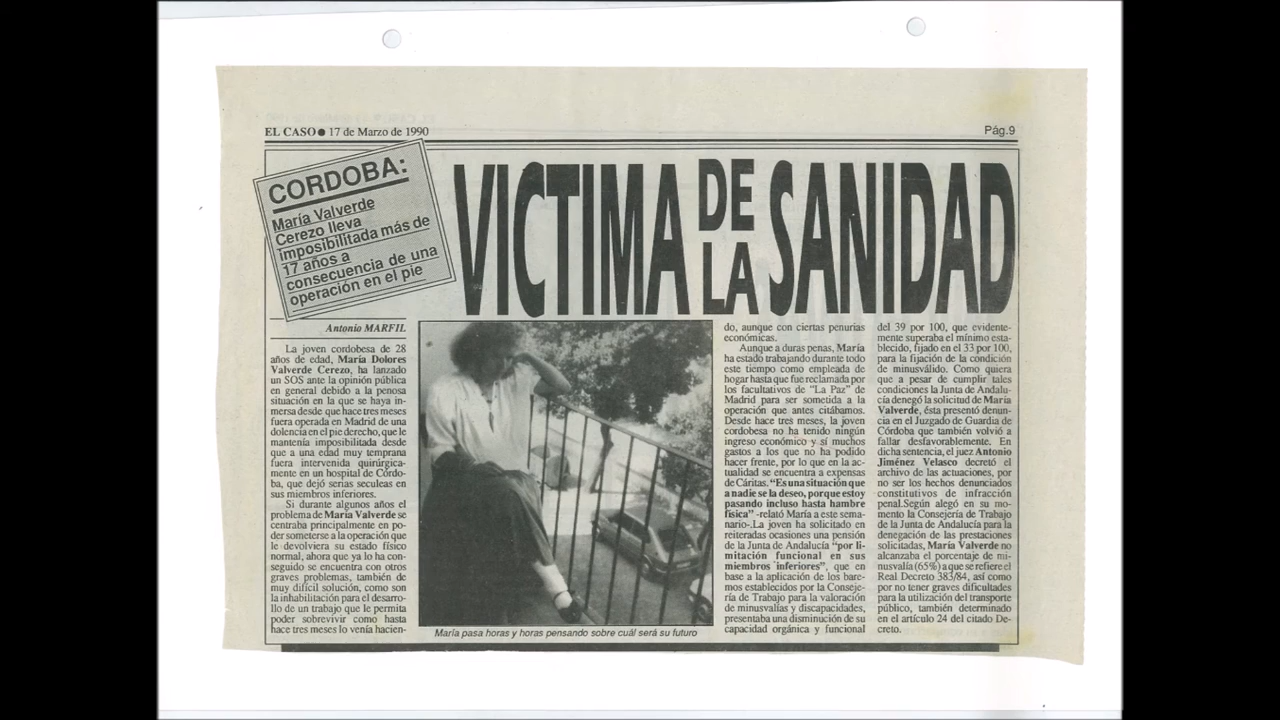 EL CASO● 17 de Marzo de 1990
Pág.9
CORDOBA:
María Valverde
Cerezo lleva
imposibilitada más de
17 años a
consecuencia de una
operación en el pie
VICTIMA DE LA SANIDAD
Antonio MARFIL
La joven cordobesa de 28
años de edad, María Dolores
Valverde Cerezo, ha lanzado
un SOS ante la opinión pública
en general debido a la penosa
situación en la que se haya in-
mersa desde que hace tres meses
fuera operada en Madrid de una
dolencia en el pie derecho, que le
mantenía imposibilitada desde
que a una edad muy temprana
fuera intervenida quirúrgica-
mente en un hospital de Córdo-
ba, que dejó serias seculeas en
sus miembros inferiores.
Si durante algunos años el
problema de María Valverde se
centraba principalmente en po-
der someterse a la operación que
le devolviera su estado físico
normal, ahora que ya lo ha con-
seguido se encuentra con otros
graves problemas, también de
muy difícil solución, como son
la inhabilitación para el desarro-
llo de un trabajo que le permita
poder sobrevivir como hasta
hace tres meses lo venía hacien-
María pasa horas y horas pensando sobre cuál será su futuro
do, aunque con ciertas penurias
económicas.
Aunque a duras penas, María
ha estado trabajando durante todo
este tiempo como empleada de
hogar hasta que fue reclamada por
los facultativos de "La Paz" de
Madrid para ser sometida a la
operación que antes citábamos.
Desde hace tres meses, la joven
cordobesa no ha tenido ningún
ingreso económico y sí muchos
gastos a los que no ha podido
hacer frente, por lo que en la ac-
tualidad se encuentra a expensas
de Cáritas. "Es una situación que
a nadie se la deseo, porque estoy
pasando incluso hasta hambre
física" -relató María a este sema-
nario-.La joven ha solicitado en
reiteradas ocasiones una pensión
de la Junta de Andalucía "por li-
mitación funcional en sus
miembros inferiores", que en
base a la aplicación de los bare-
mos establecidos por la Conseje-
ría de Trabajo para la valoración
de minusvalías y discapacidades,
presentaba una disminución de su
capacidad orgánica y funcional
del 39 por 100, que evidente-
mente superaba el mínimo esta-
blecido, fijado en el 33 por 100,
para la fijación de la condición
de minusválido. Como quiera
que a pesar de cumplir tales
condiciones la Junta de Andalu-
cía denegó la solicitud de María
Valverde, ésta presentó denun-
cia en el Juzgado de Guardia de
Córdoba que también volvió a
fallar desfavorablemente. En
dicha sentencia, el juez Antonio
Jiménez Velasco decretó el
archivo de las actuaciones, por
no ser los hechos denunciados
constitutivos de infracción
penal.Según alegó en su mo-
mento la Consejería de Trabajo
de la Junta de Andalucía para la
denegación de las prestaciones
solicitadas, María Valverde no
alcanzaba el porcentaje de mi-
nusvalía (65%) a que se refiere el
Real Decreto 383/84, así como
por no tener graves dificultades
para la utilización del transporte
público, también determinado
en el artículo 24 del citado De-
creto.